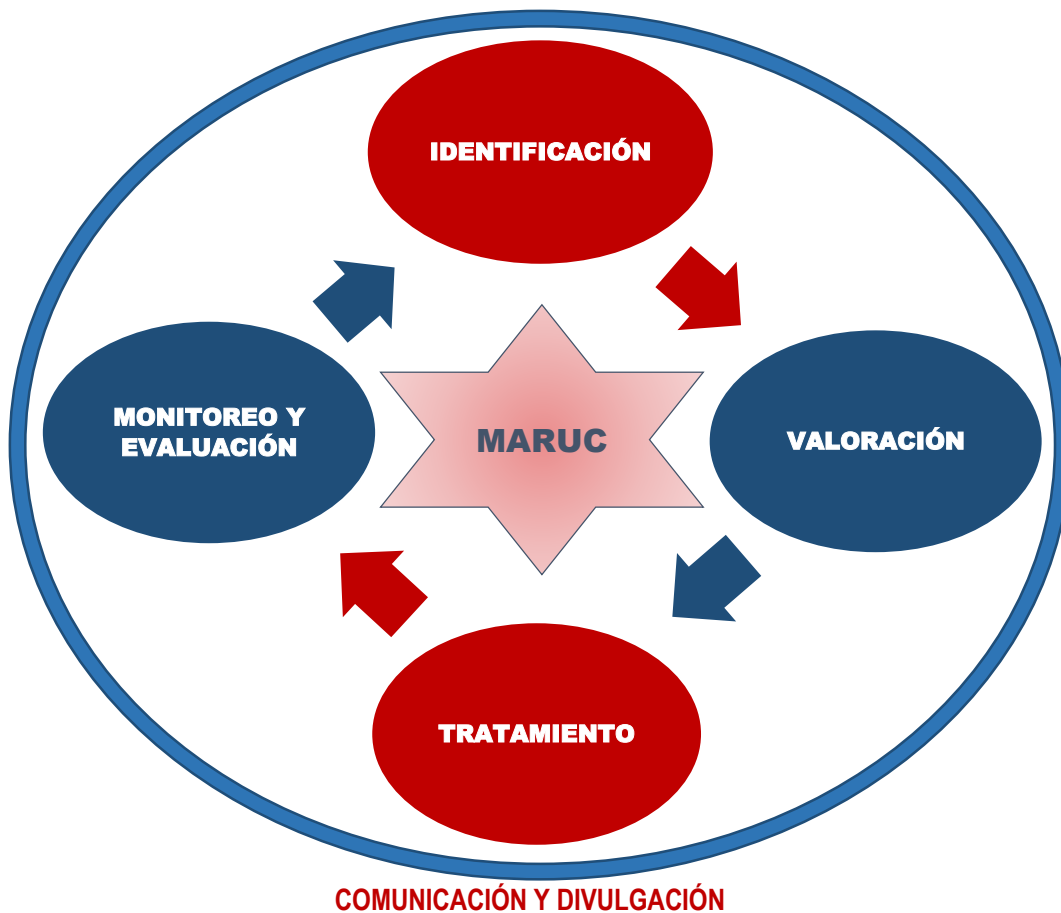 IDENTIFICACIÓN
MONITOREO Y
EVALUACIÓN
MARUC
VALORACIÓN
TRATAMIENTO
COMUNICACIÓN Y DIVULGACIÓN